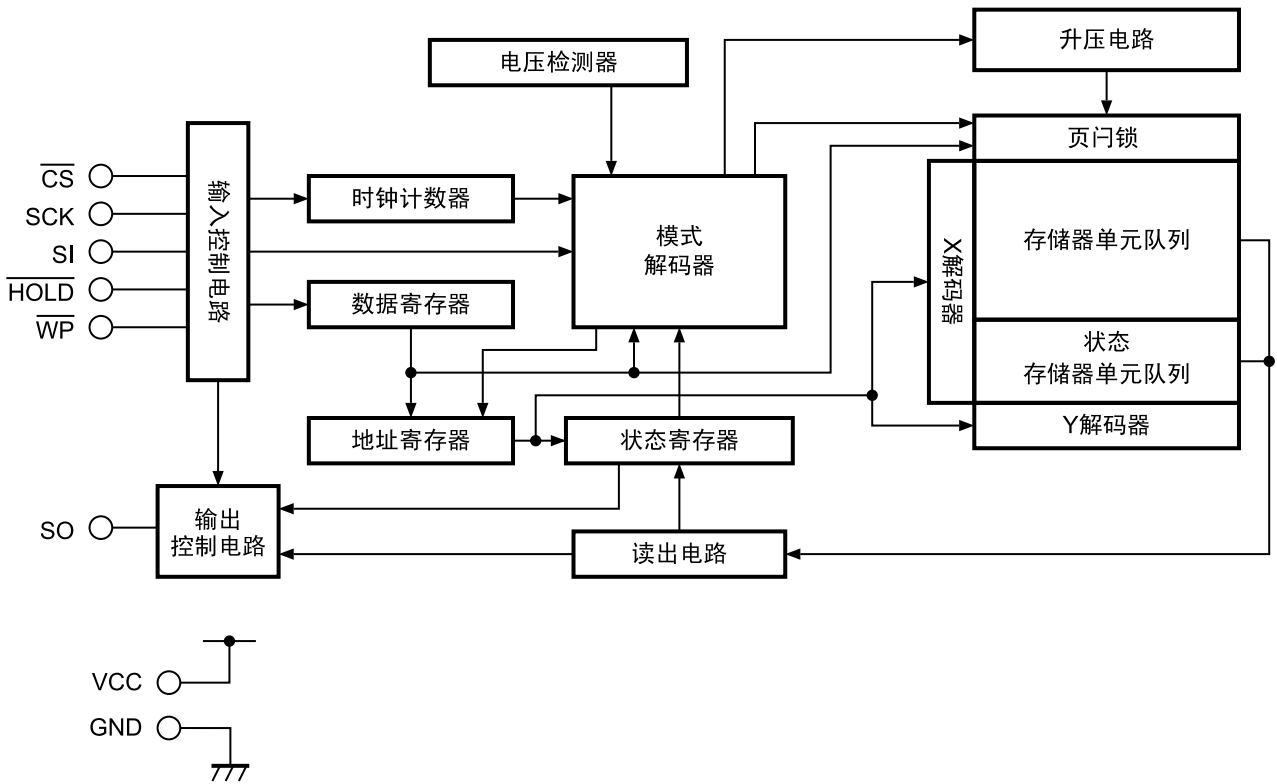 升压电路
电压检测器
页闩锁
CS
SCK
SI
HOLD
WP
输入控制电路
时钟计数器
模式
解码器
数据寄存器
X解码器
存储器单元队列
状态
存储器单元队列
Y解码器
地址寄存器
状态寄存器
SO
输出
控制电路
读出电路
VCC
GND